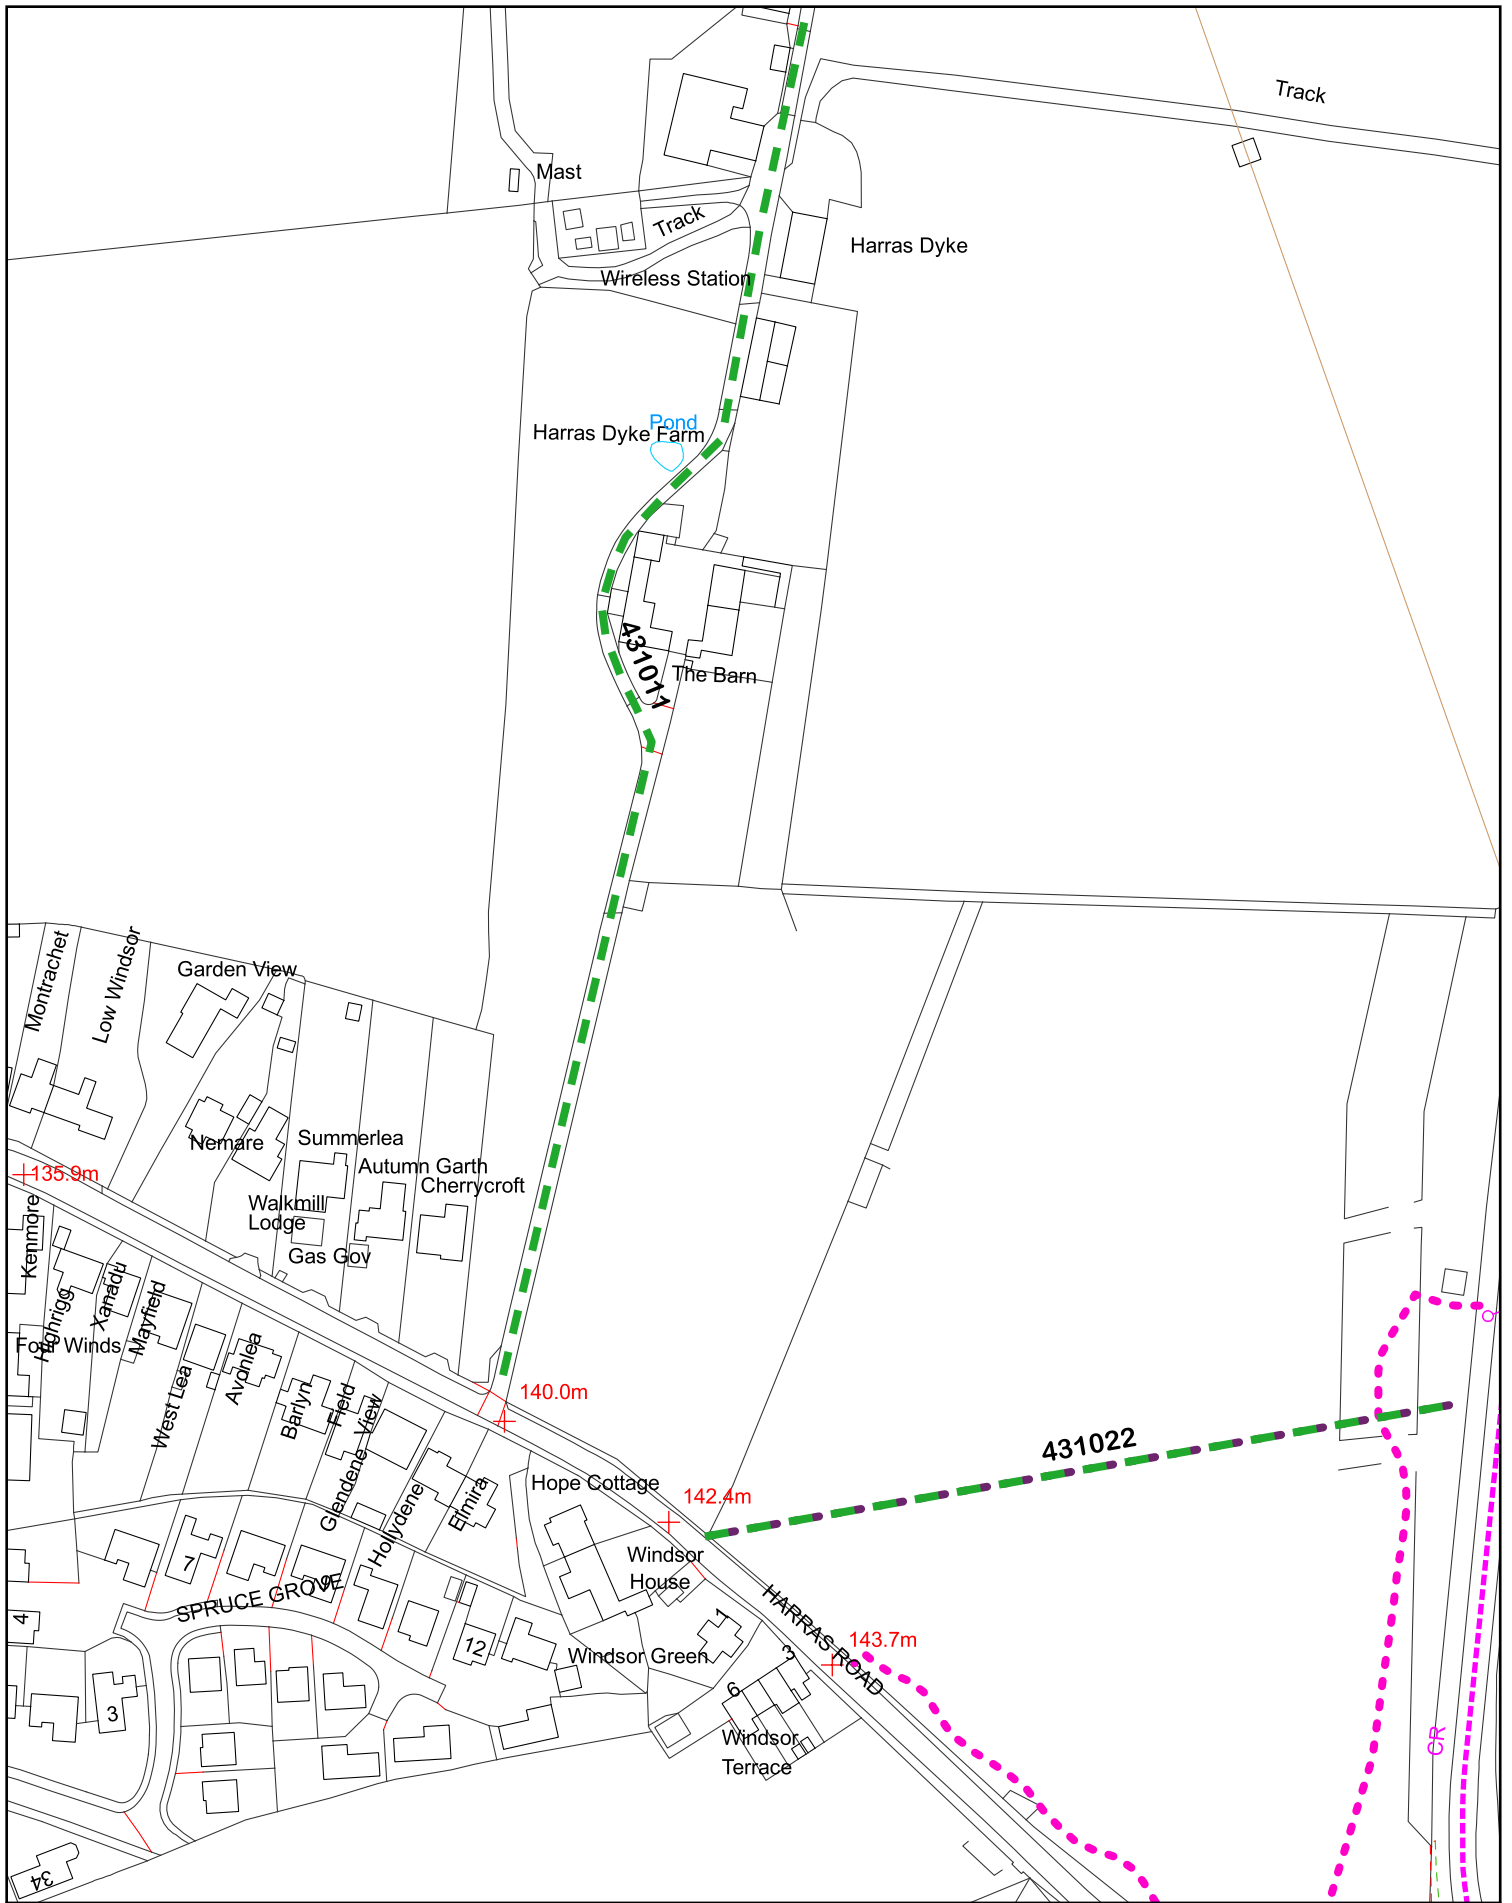 Track
Mast
Track
Harras Dyke
Wireless Station
Pond
Harras Dyke Farm
431011
The Barn
Montrachet
Low Windsor
Garden View
Nemare
Summerlea
Autumn Garth
Cherrycroft
135.9m
Walkmill
Lodge
Gas Gov
Kenmore
Highrigg
Xanadu
Mayfield
Four Winds
West Lea
Avonlea
Barlyn
Field
View
Glendene
Hollydene
Elmira
140.0m
431022
Hope Cottage
142.4m
Windsor
House
HARRAS ROAD
143.7m
7
9
SPRUCE GROVE
4
12
Windsor Green
1
3
6
3
Windsor
Terrace
CR
34